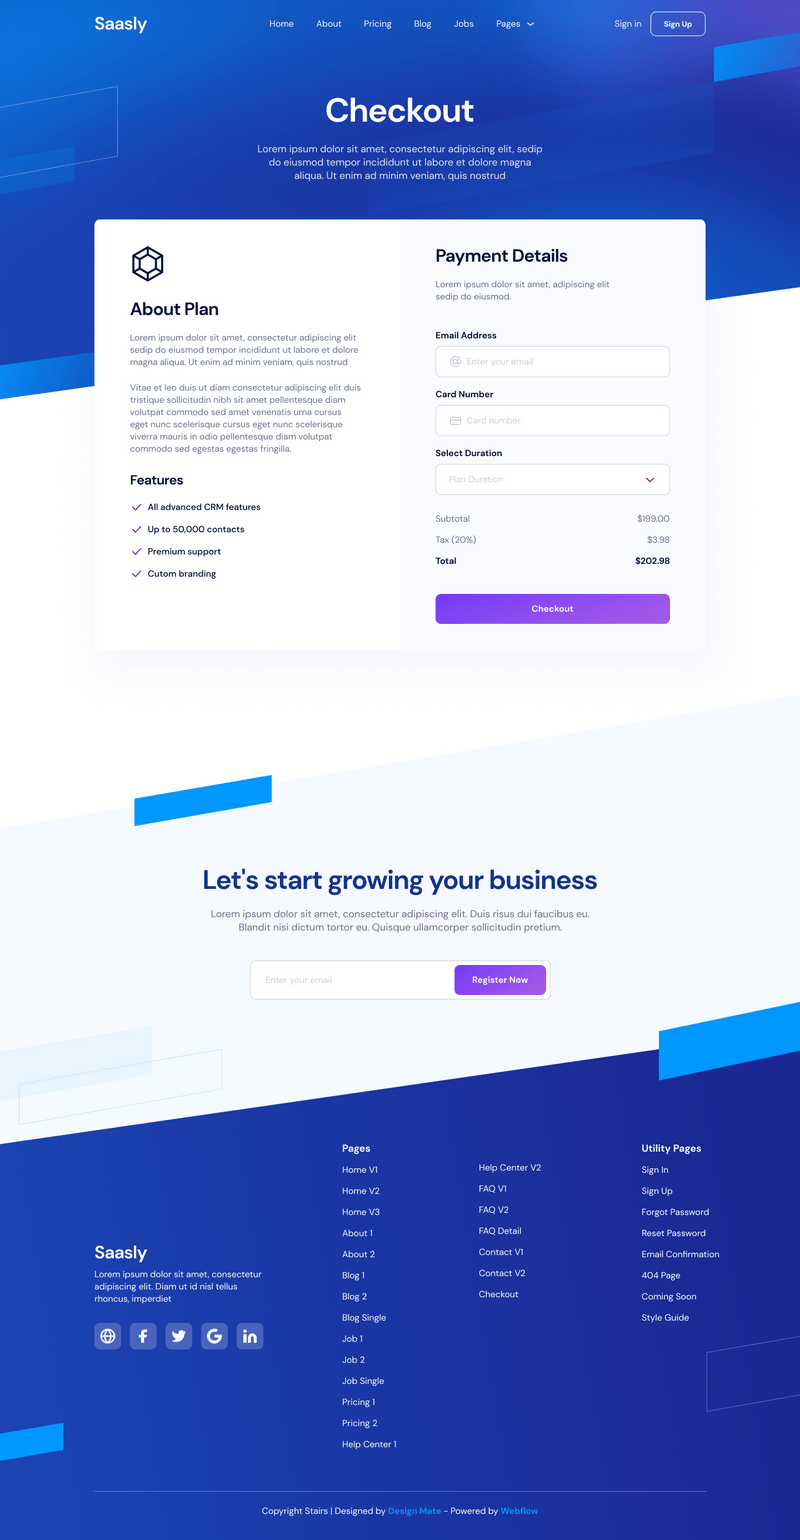 Saasly
Home
About
Pricing
Blog
Jobs
Pages
Sign in
Sign Up
Checkout
Lorem ipsum dolor sit amet, consectetur adipiscing elit, sedip
do eiusmod tempor incididunt ut labore et dolore magna
aliqua. Ut enim ad minim veniam, quis nostrud
About Plan
Lorem ipsum dolor sit amet, consectetur adipiscing elit
sedip do eiusmod tempor incididunt ut labore et dolore
magna aliqua. Ut enim ad minim veniam, quis nostrud
Vitae et leo duis ut diam consectetur adipiscing elit duis
tristique sollicitudin nibh sit amet pellentesque diam
volutpat commodo sed amet venenatis urna cursus
eget nunc scelerisque cursus eget nunc scelerisque
viverra mauris in odio pellentesque diam volutpat
commodo sed egestas egestas fringilla.
Features
All advanced CRM features
Up to 50,000 contacts
Premium support
Cutom branding
Payment Details
Lorem ipsum dolor sit amet, adipiscing elit
sedip do eiusmod.
Email Address
Enter your email
Card Number
Card number
Select Duration
Plan Duration
Subtotal $199.00
Tax (20%) $3.98
Total $202.98
Checkout
Let's start growing your business
Lorem ipsum dolor sit amet, consectetur adipiscing elit. Duis risus dui faucibus eu.
Blandit nisi dictum tortor eu. Quisque ullamcorper sollicitudin pretium.
Enter your email
Register Now
Saasly
Lorem ipsum dolor sit amet, consectetur
adipiscing elit. Diam ut id nisl tellus
rhoncus, imperdiet
Pages
Home V1
Home V2
Home V3
About 1
About 2
Blog 1
Blog 2
Blog Single
Job 1
Job 2
Job Single
Pricing 1
Pricing 2
Help Center 1
Help Center V2
FAQ V1
FAQ V2
FAQ Detail
Contact V1
Contact V2
Checkout
Utility Pages
Sign In
Sign Up
Forgot Password
Reset Password
Email Confirmation
404 Page
Coming Soon
Style Guide
Copyright Stairs | Designed by Design Mate - Powered by Webflow